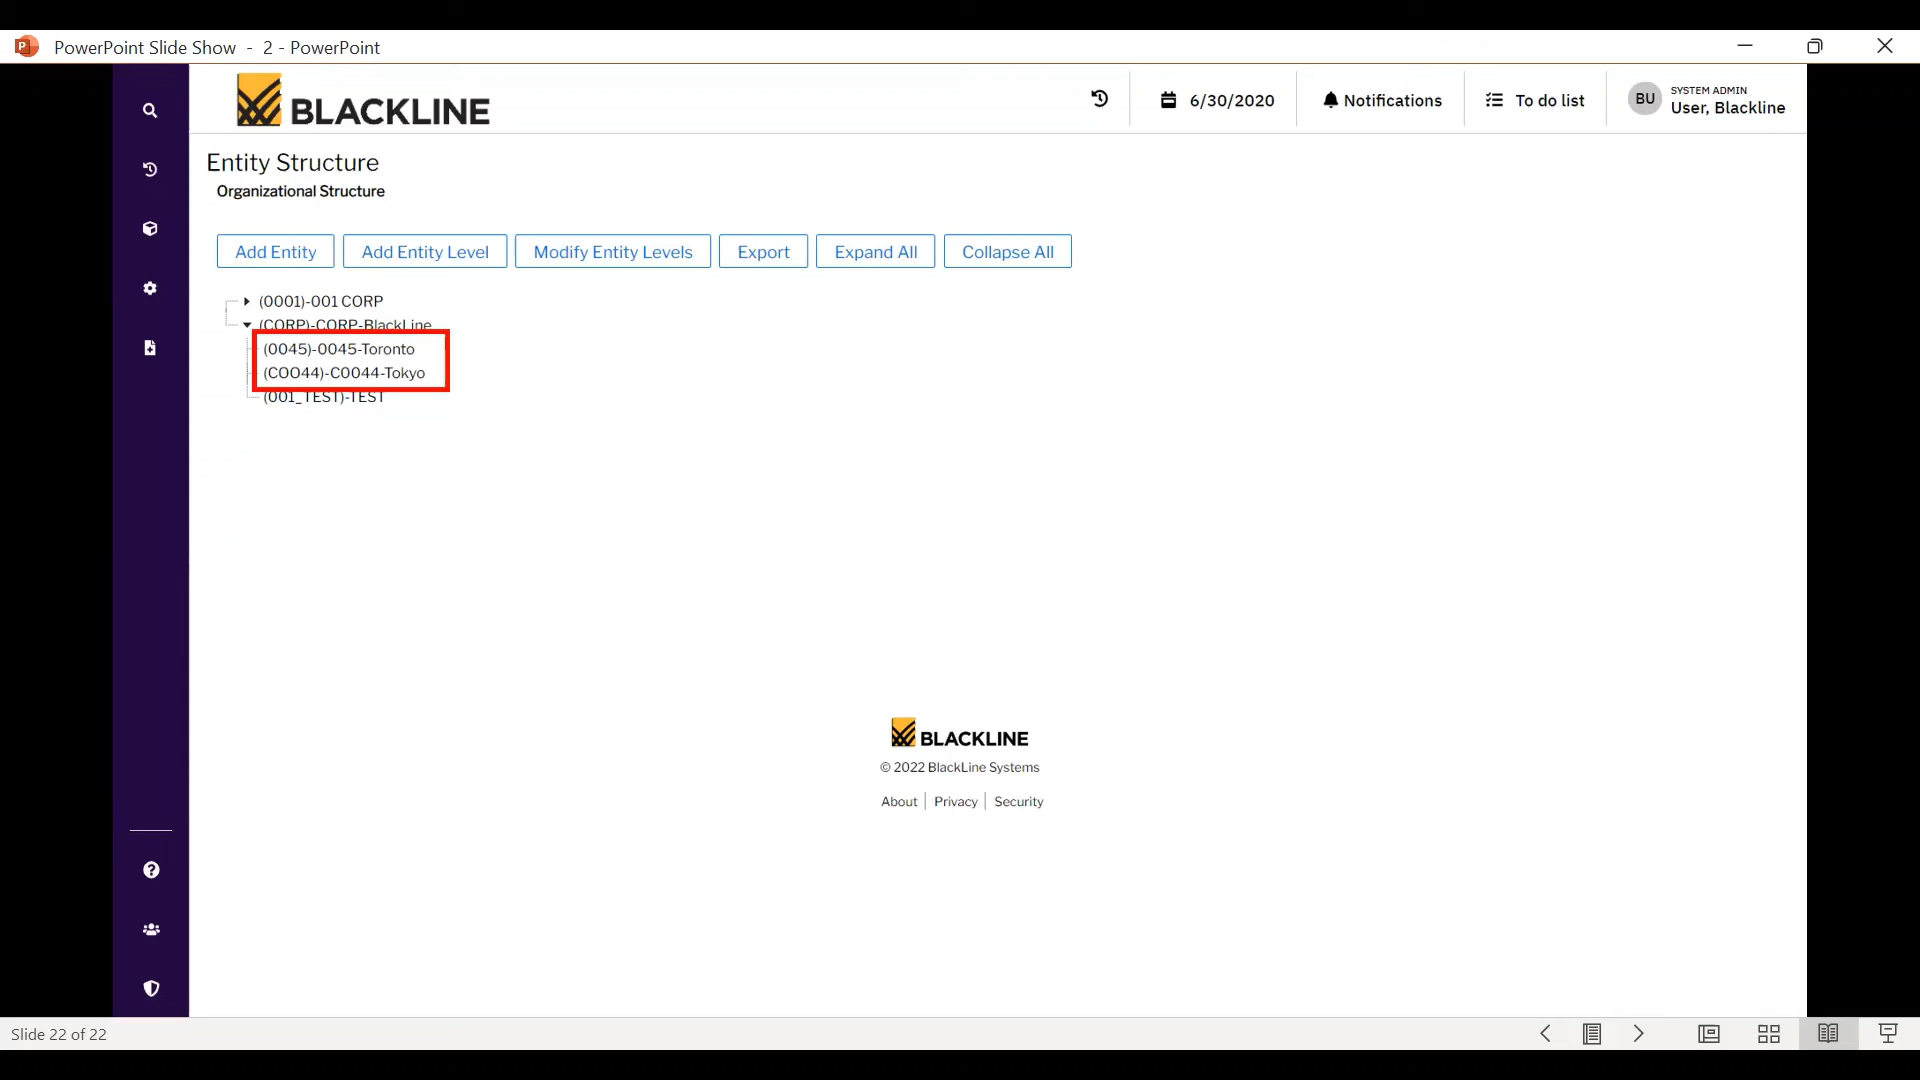 PowerPoint Slide Show - 2 - PowerPoint
BLACKLINE
6/30/2020
Notifications
To do list
BU
SYSTEM ADMIN
User, Blackline
Entity Structure
Organizational Structure
Add Entity
Add Entity Level
Modify Entity Levels
Export
Expand All
Collapse All
(0001)-001 CORP
(CORP)-CORP-BlackLine
(0045)-0045-Toronto
(COO44)-C0044-Tokyo
(001_TEST)-TEST
BLACKLINE
© 2022 BlackLine Systems
About | Privacy | Security
Slide 22 of 22